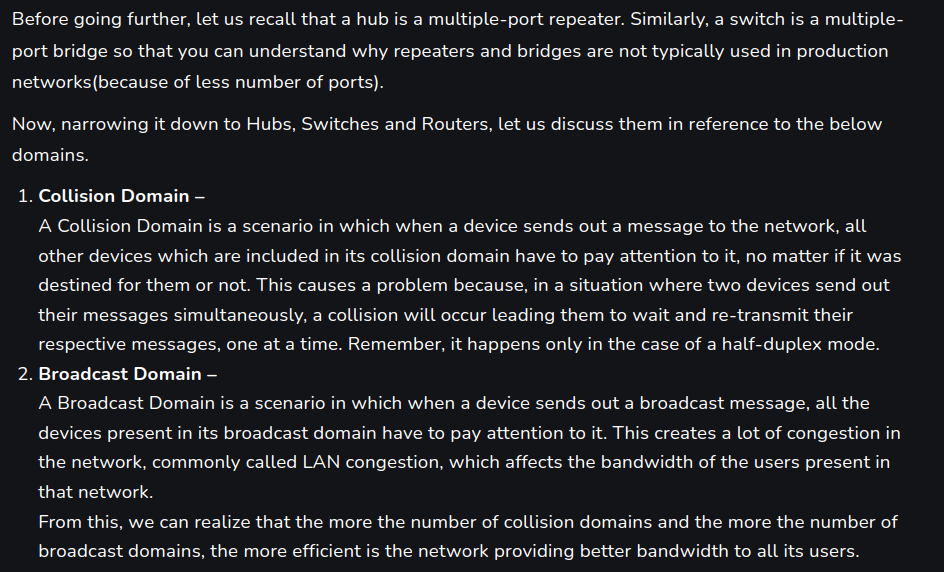 Before going further, let us recall that a hub is a multiple-port repeater. Similarly, a switch is a multiple-
port bridge so that you can understand why repeaters and bridges are not typically used in production
networks(because of less number of ports).
Now, narrowing it down to Hubs, Switches and Routers, let us discuss them in reference to the below
domains.
1. Collision Domain –
A Collision Domain is a scenario in which when a device sends out a message to the network, all
other devices which are included in its collision domain have to pay attention to it, no matter if it was
destined for them or not. This causes a problem because, in a situation where two devices send out
their messages simultaneously, a collision will occur leading them to wait and re-transmit their
respective messages, one at a time. Remember, it happens only in the case of a half-duplex mode.
2. Broadcast Domain –
A Broadcast Domain is a scenario in which when a device sends out a broadcast message, all the
devices present in its broadcast domain have to pay attention to it. This creates a lot of congestion in
the network, commonly called LAN congestion, which affects the bandwidth of the users present in
that network.
From this, we can realize that the more the number of collision domains and the more the number of
broadcast domains, the more efficient is the network providing better bandwidth to all its users.